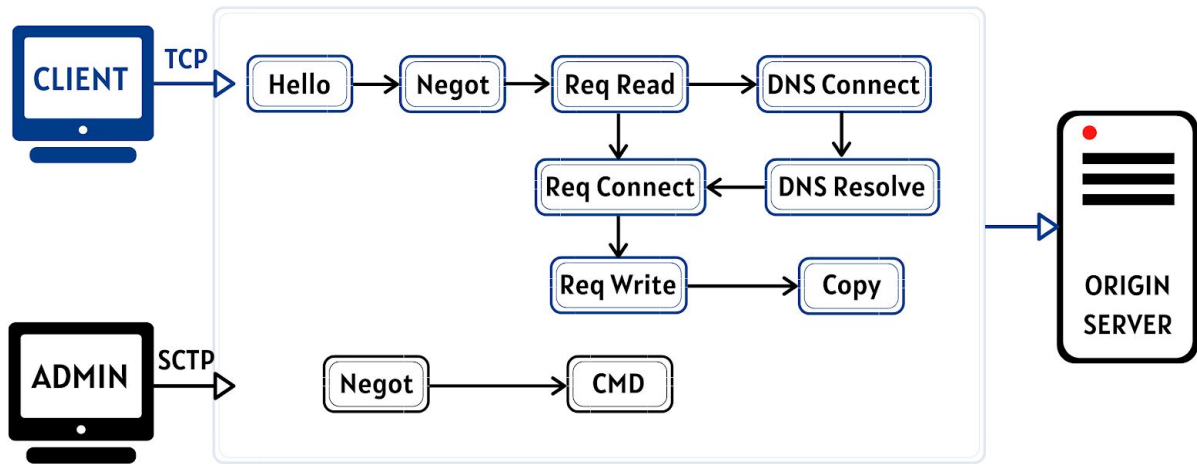 CLIENT
TCP
Hello
Negot
Req Read
DNS Connect
Req Connect
DNS Resolve
Req Write
Copy
ORIGIN
SERVER
ADMIN
SCTP
Negot
CMD